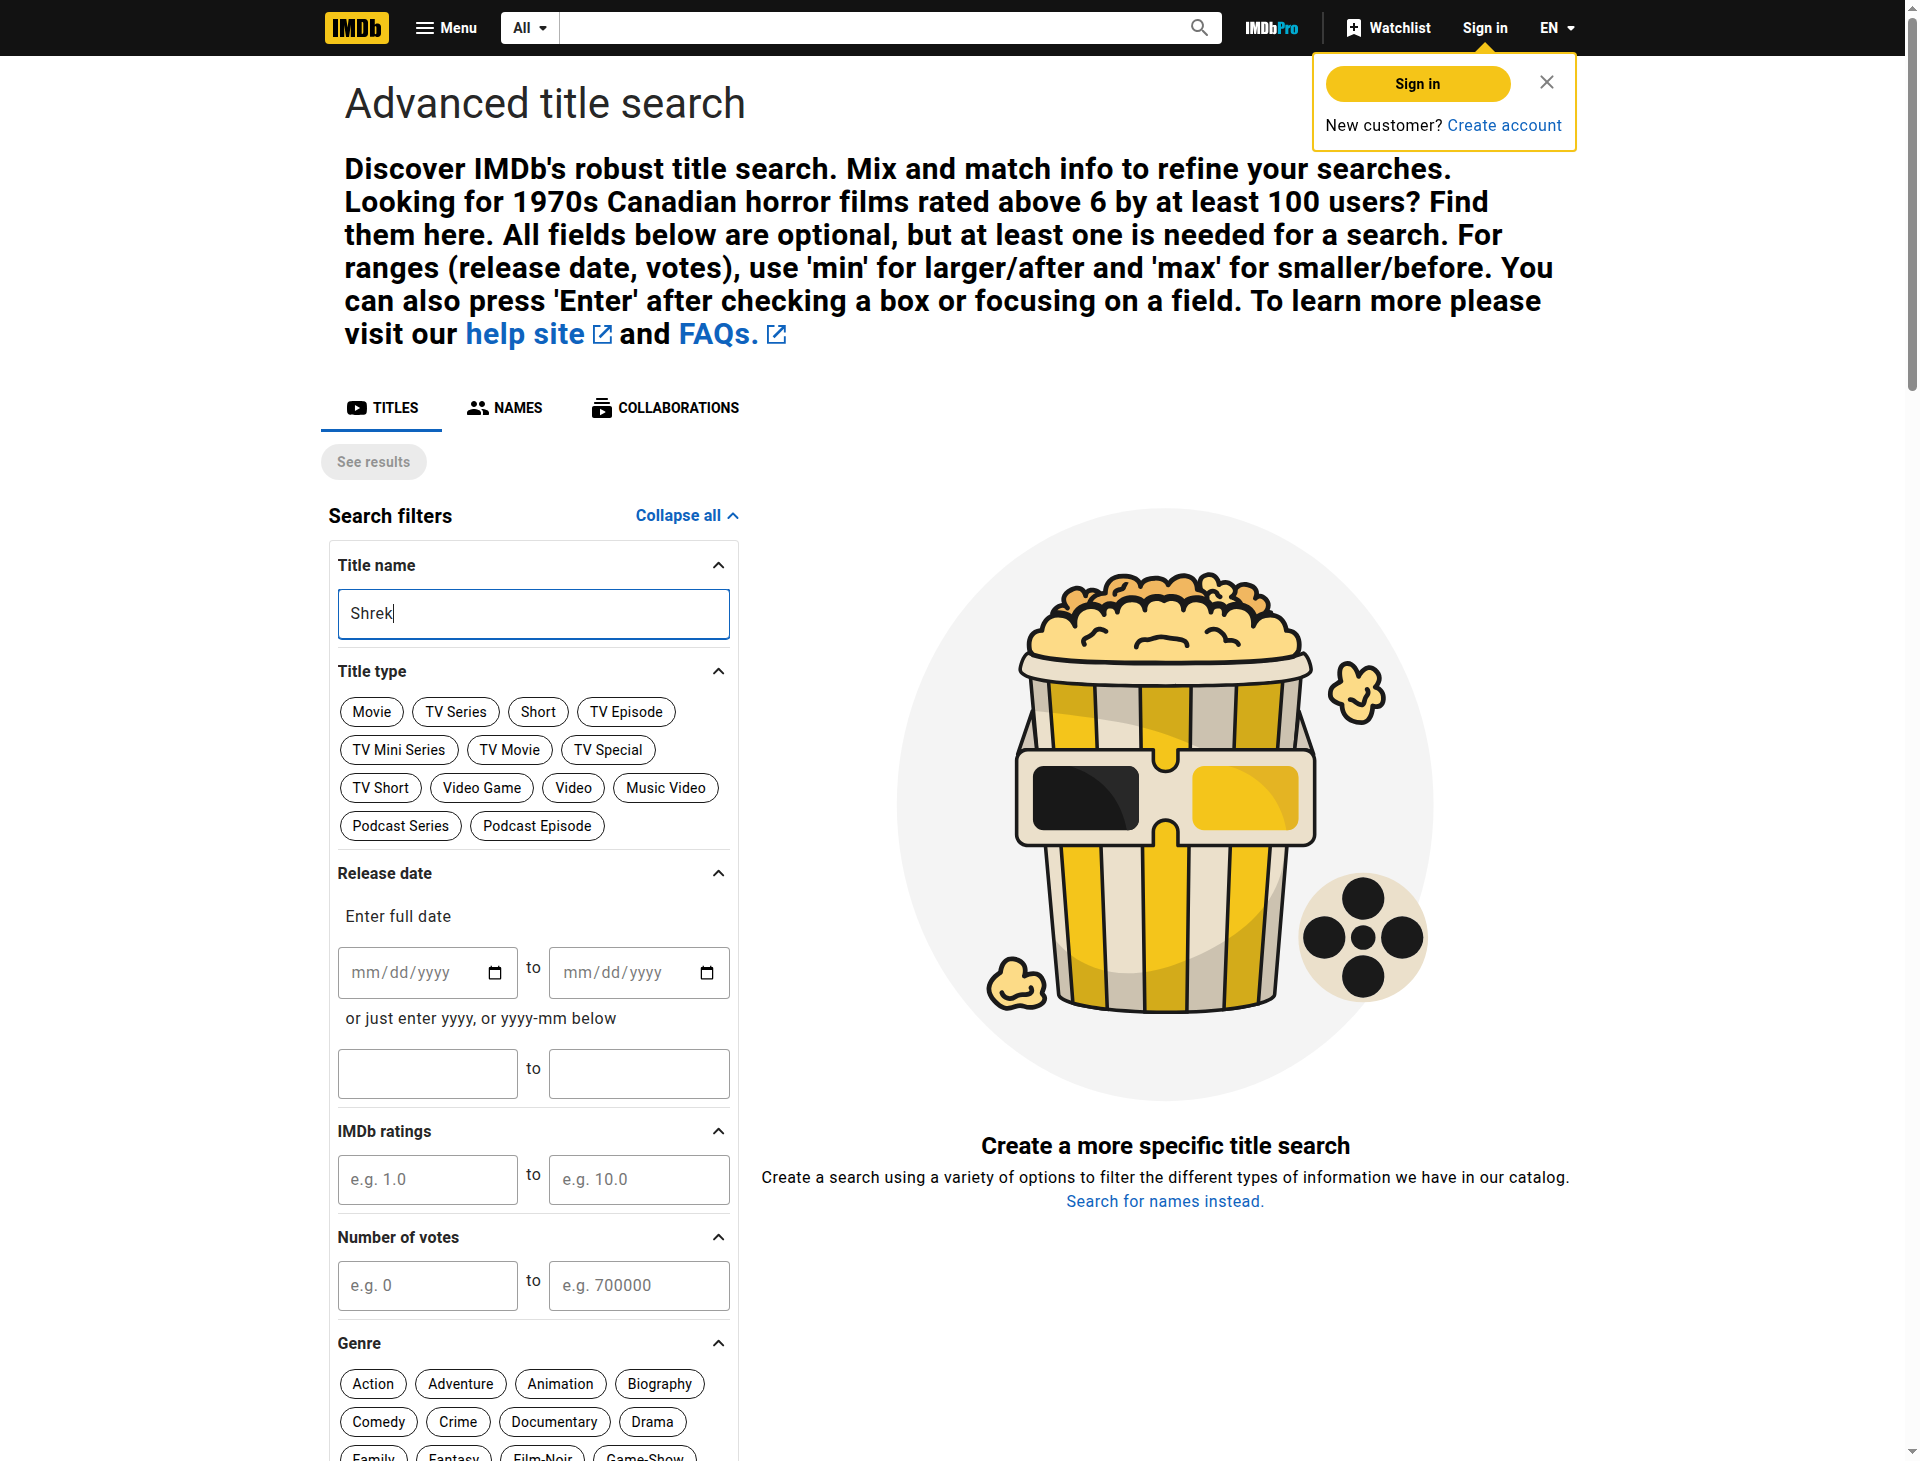 IMDb Menu All IMDbPro Watchlist Sign in EN
Sign in
New customer? Create account
Advanced title search
Discover IMDb's robust title search. Mix and match info to refine your searches.
Looking for 1970s Canadian horror films rated above 6 by at least 100 users? Find
them here. All fields below are optional, but at least one is needed for a search. For
ranges (release date, votes), use 'min' for larger/after and 'max' for smaller/before. You
can also press 'Enter' after checking a box or focusing on a field. To learn more please
visit our help site and FAQs.
TITLES NAMES COLLABORATIONS
See results
Search filters Collapse all
Title name
Shrek
Title type
Movie TV Series Short TV Episode
TV Mini Series TV Movie TV Special
TV Short Video Game Video Music Video
Podcast Series Podcast Episode
Release date
Enter full date
mm/dd/yyyy to mm/dd/yyyy
or just enter yyyy, or yyyy-mm below
to
IMDb ratings
e.g. 1.0 to e.g. 10.0
Number of votes
e.g. 0 to e.g. 700000
Genre
Action Adventure Animation Biography
Comedy Crime Documentary Drama
Family Fantasy Film-Noir Game-Show
Create a more specific title search
Create a search using a variety of options to filter the different types of information we have in our catalog.
Search for names instead.